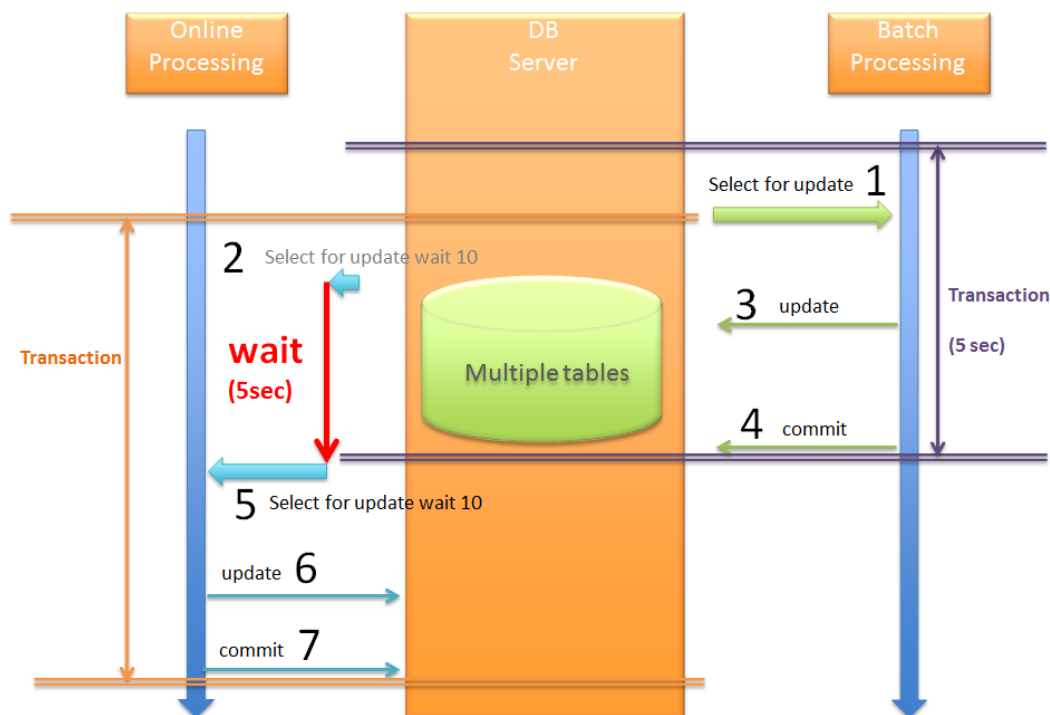 Online
Processing
DB
Server
Batch
Processing
Select for update 1
2 Select for update wait 10
3 update
Transaction
(5 sec)
Transaction
wait
(5sec)
Multiple tables
4 commit
5 Select for update wait 10
update 6
commit 7